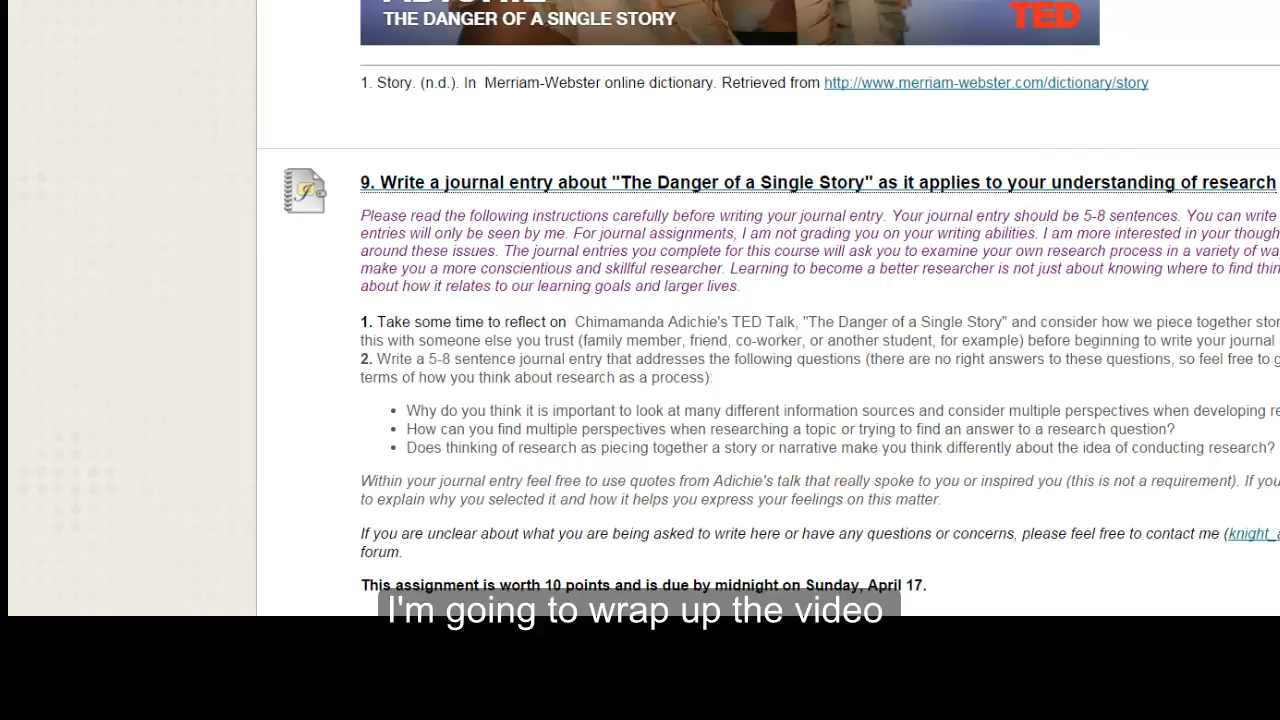 THE DANGER OF A SINGLE STORY
TED
1. Story. (n.d.). In Merriam-Webster online dictionary. Retrieved from http://www.merriam-webster.com/dictionary/story
9. Write a journal entry about "The Danger of a Single Story" as it applies to your understanding of research
Please read the following instructions carefully before writing your journal entry. Your journal entry should be 5-8 sentences. You can write
entries will only be seen by me. For journal assignments, I am not grading you on your writing abilities. I am more interested in your though
around these issues. The journal entries you complete for this course will ask you to examine your own research process in a variety of wa
make you a more conscientious and skillful researcher. Learning to become a better researcher is not just about knowing where to find thin
about how it relates to our learning goals and larger lives.
1. Take some time to reflect on Chimamanda Adichie's TED Talk, "The Danger of a Single Story" and consider how we piece together stor
this with someone else you trust (family member, friend, co-worker, or another student, for example) before beginning to write your journal
2. Write a 5-8 sentence journal entry that addresses the following questions (there are no right answers to these questions, so feel free to g
terms of how you think about research as a process):
• Why do you think it is important to look at many different information sources and consider multiple perspectives when developing re
• How can you find multiple perspectives when researching a topic or trying to find an answer to a research question?
• Does thinking of research as piecing together a story or narrative make you think differently about the idea of conducting research?
Within your journal entry feel free to use quotes from Adichie's talk that really spoke to you or inspired you (this is not a requirement). If you
to explain why you selected it and how it helps you express your feelings on this matter.
If you are unclear about what you are being asked to write here or have any questions or concerns, please feel free to contact me (knight_a
forum.
This assignment is worth 10 points and is due by midnight on Sunday, April 17.
I'm going to wrap up the video